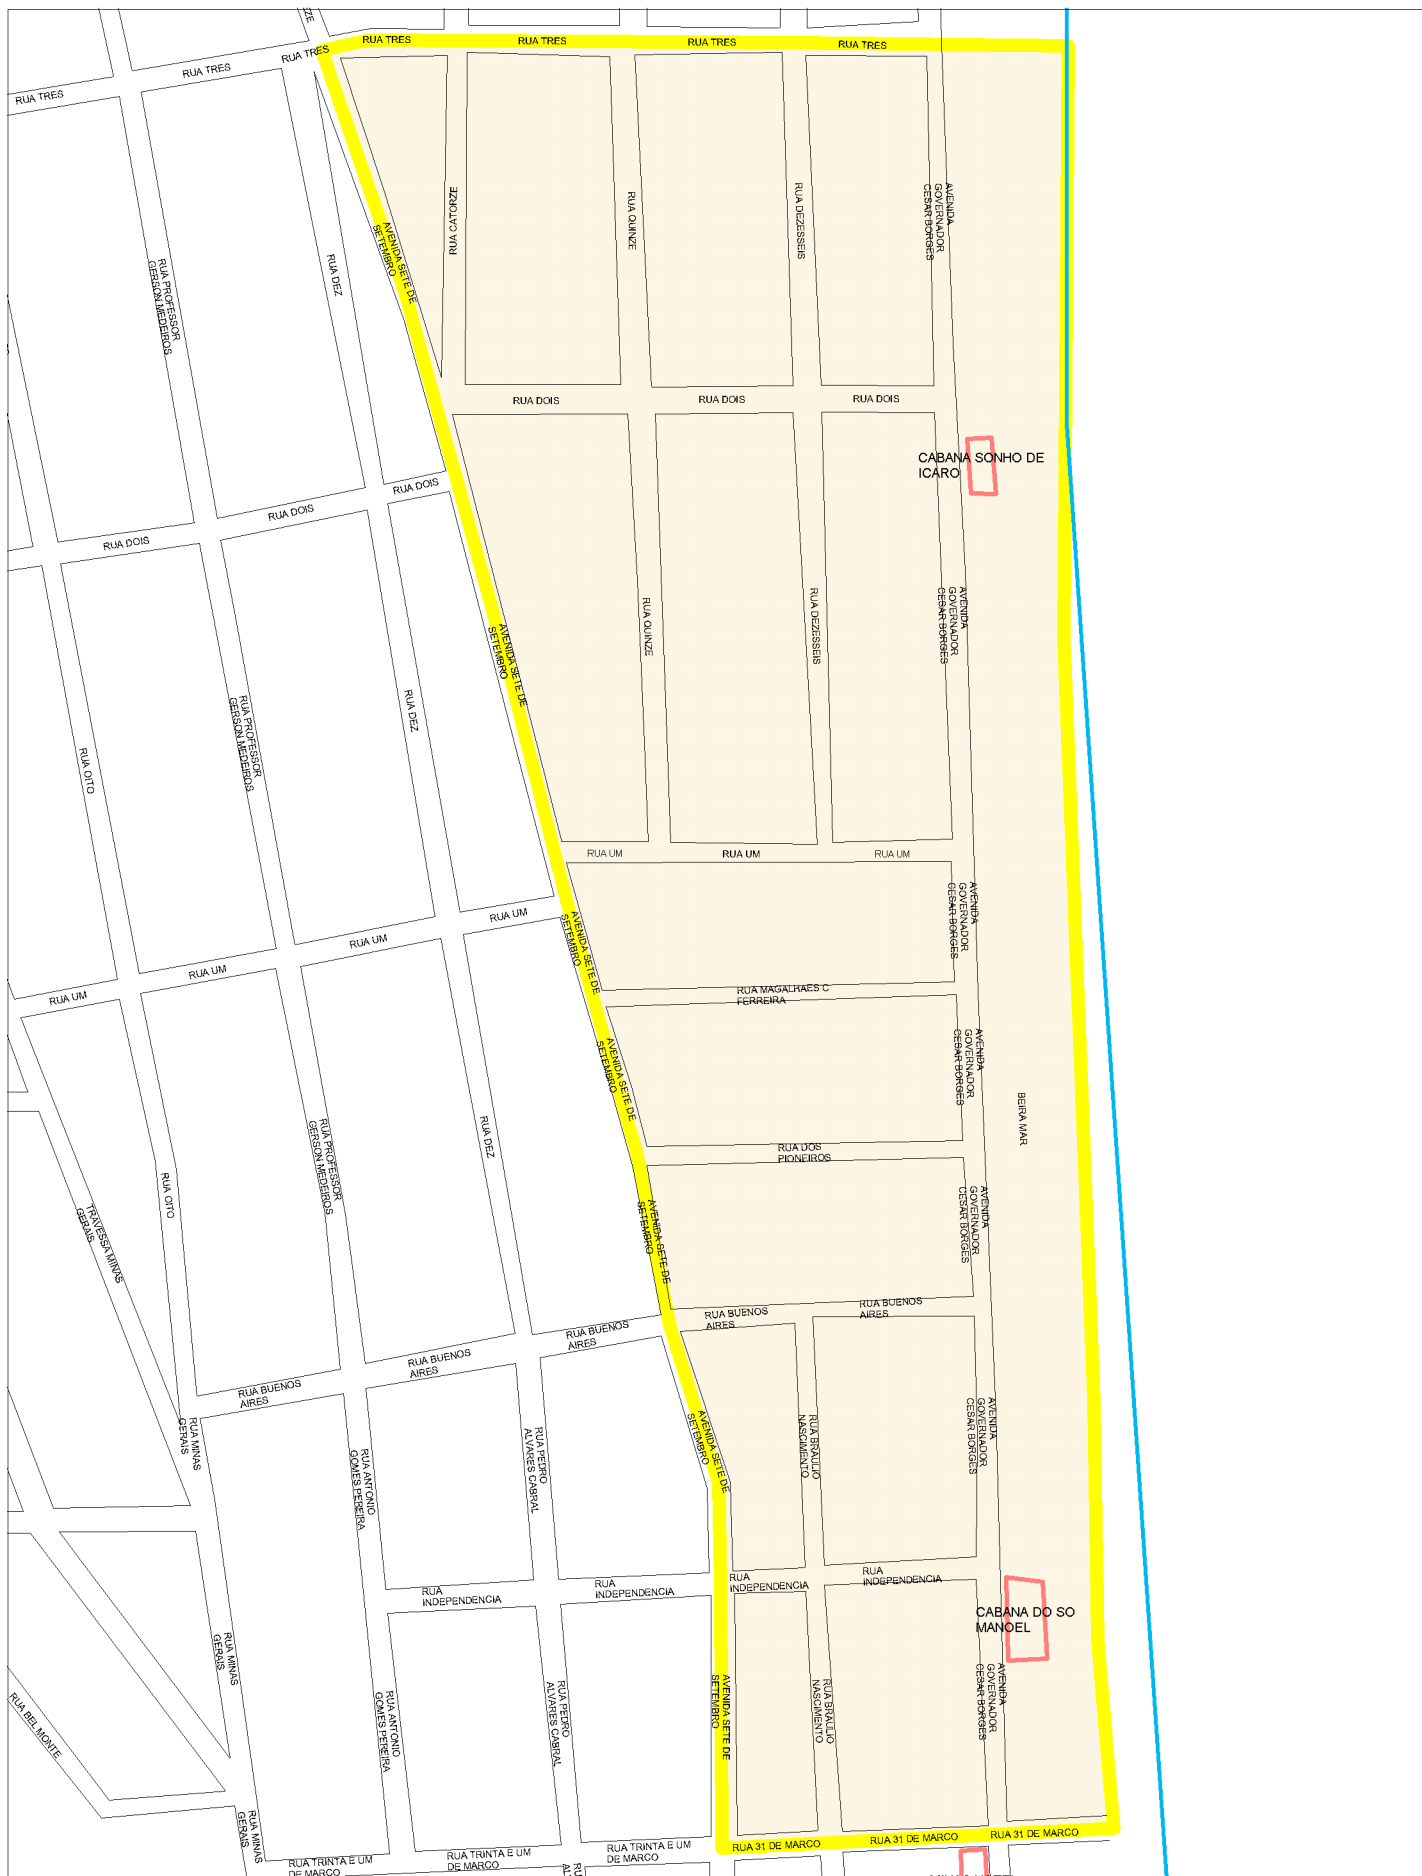 RUA TRES
RUA TRES
RUA TRES
RUA TRES
RUA TRES
RUA TRES
RUA TRES
RUA CATORZE
RUA QUINZE
RUA DEZESSEIS
AVENIDA
GOVERNADOR
CESAR BORGES
AVENIDA SETE DE
SETEMBRO
RUA DEZ
RUA PROFESSOR
GERSON MEDEIROS
RUA DOIS
RUA DOIS
RUA DOIS
RUA DOIS
RUA DOIS
RUA DOIS
CABANA SONHO DE
ICARO
RUA QUINZE
RUA DEZESSEIS
AVENIDA
GOVERNADOR
CESAR BORGES
AVENIDA SETE DE
SETEMBRO
RUA DEZ
RUA PROFESSOR
GERSON MEDEIROS
RUA OITO
RUA UM
RUA UM
RUA UM
RUA UM
RUA UM
RUA UM
RUA UM
AVENIDA SETE DE
SETEMBRO
AVENIDA
GOVERNADOR
CESAR BORGES
RUA MAGALHAES C
FERREIRA
AVENIDA SETE DE
SETEMBRO
AVENIDA
GOVERNADOR
CESAR BORGES
BEIRA MAR
RUA DEZ
RUA PROFESSOR
GERSON MEDEIROS
RUA OITO
TRAVESSA MINAS
GERAIS
RUA DOS
PIONEIROS
AVENIDA SETE DE
SETEMBRO
AVENIDA
GOVERNADOR
CESAR BORGES
RUA BUENOS
AIRES
RUA BUENOS
AIRES
RUA BUENOS
AIRES
RUA BUENOS
AIRES
RUA BUENOS
AIRES
RUA MINAS
GERAIS
RUA ANTONIO
GOMES PEREIRA
RUA PEDRO
ALVARES CABRAL
AVENIDA SETE DE
SETEMBRO
RUA BRAULIO
NASCIMENTO
AVENIDA
GOVERNADOR
CESAR BORGES
RUA
INDEPENDENCIA
RUA
INDEPENDENCIA
RUA
INDEPENDENCIA
RUA
INDEPENDENCIA
CABANA DO SO
MANOEL
RUA BELMONTE
RUA MINAS
GERAIS
RUA ANTONIO
GOMES PEREIRA
RUA PEDRO
ALVARES CABRAL
AVENIDA SETE DE
SETEMBRO
RUA BRAULIO
NASCIMENTO
AVENIDA
GOVERNADOR
CESAR BORGES
RUA MINAS
GERAIS
RUA TRINTA E UM
DE MARCO
RUA TRINTA E UM
DE MARCO
RUA TRINTA E UM
DE MARCO
RUA 31 DE MARCO
RUA 31 DE MARCO
RUA 31 DE MARCO